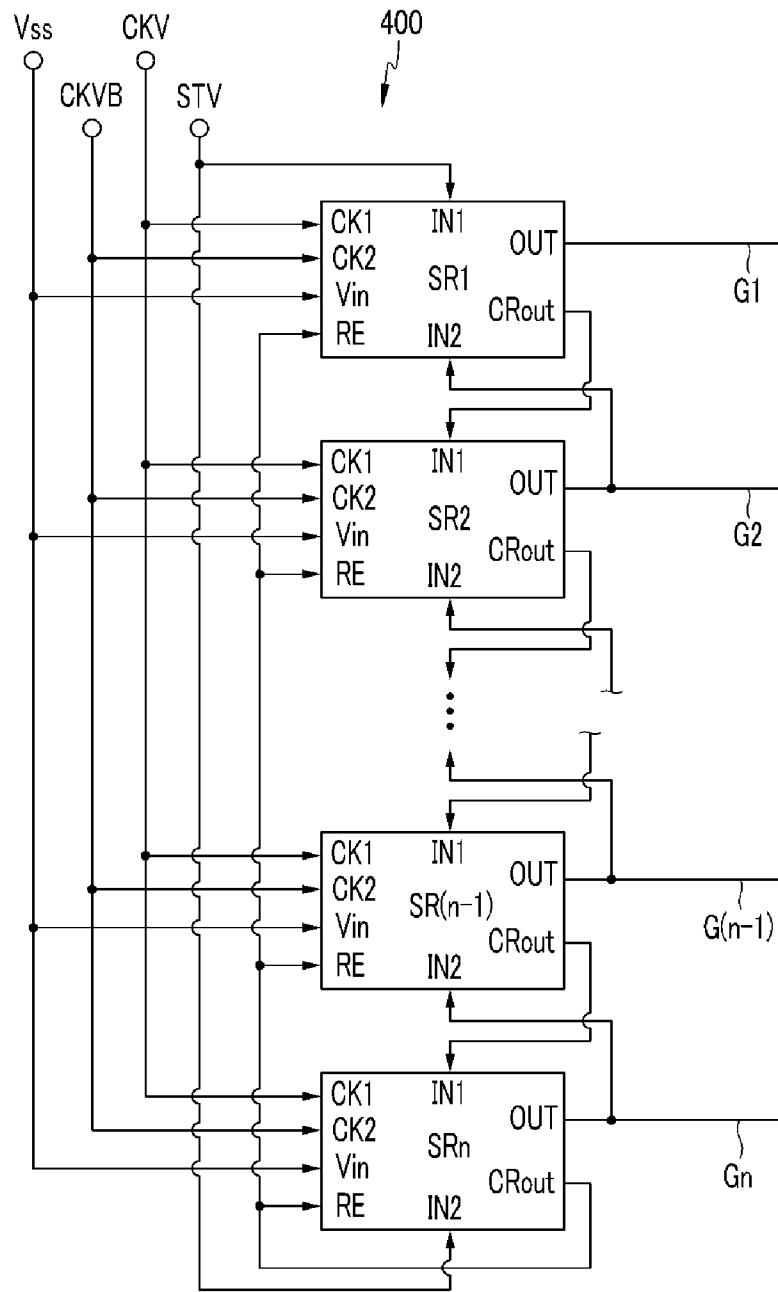 Vss
CKV
400
CKVB
STV
CK1
IN1
OUT
CK2
SR1
Vin
CRout
G1
RE
IN2
CK1
IN1
OUT
CK2
SR2
Vin
CRout
G2
RE
IN2
CK1
IN1
OUT
CK2
SR(n-1)
Vin
CRout
G(n-1)
RE
IN2
CK1
IN1
OUT
CK2
SRn
Vin
CRout
Gn
RE
IN2